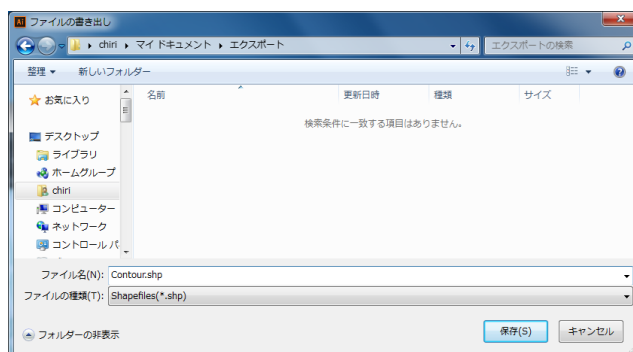 Ai ファイルの書き出し
chiri マイ ドキュメント エクスポート エクスポートの検索
整理 新しいフォルダー
お気に入り
デスクトップ
ライブラリ
ホームグループ
chiri
コンピューター
ネットワーク
コントロール パ
名前 更新日時 種類 サイズ
検索条件に一致する項目はありません。
ファイル名(N): Contour.shp
ファイルの種類(T): Shapefiles(*.shp)
フォルダーの非表示 保存(S) キャンセル